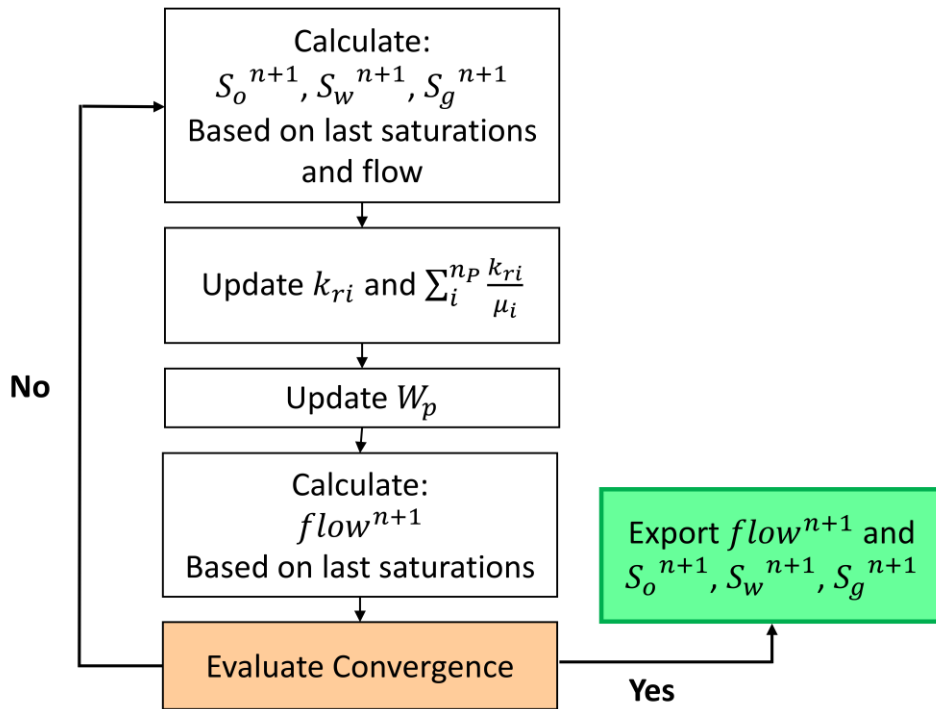 Calculate:
$S_o^{n+1}, S_w^{n+1}, S_g^{n+1}$
Based on last saturations
and flow
Update $k_{ri}$ and $\sum_i^{n_P} \frac{k_{ri}}{\mu_i}$
No
Update $W_p$
Calculate:
$flow^{n+1}$
Based on last saturations
Export $flow^{n+1}$ and
$S_o^{n+1}, S_w^{n+1}, S_g^{n+1}$
Evaluate Convergence
Yes